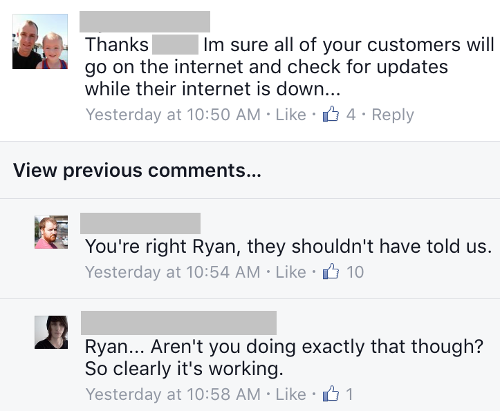 Thanks Im sure all of your customers will
go on the internet and check for updates
while their internet is down...
Yesterday at 10:50 AM · Like · 4 · Reply
View previous comments...
You're right Ryan, they shouldn't have told us.
Yesterday at 10:54 AM · Like · 10
Ryan... Aren't you doing exactly that though?
So clearly it's working.
Yesterday at 10:58 AM · Like · 1